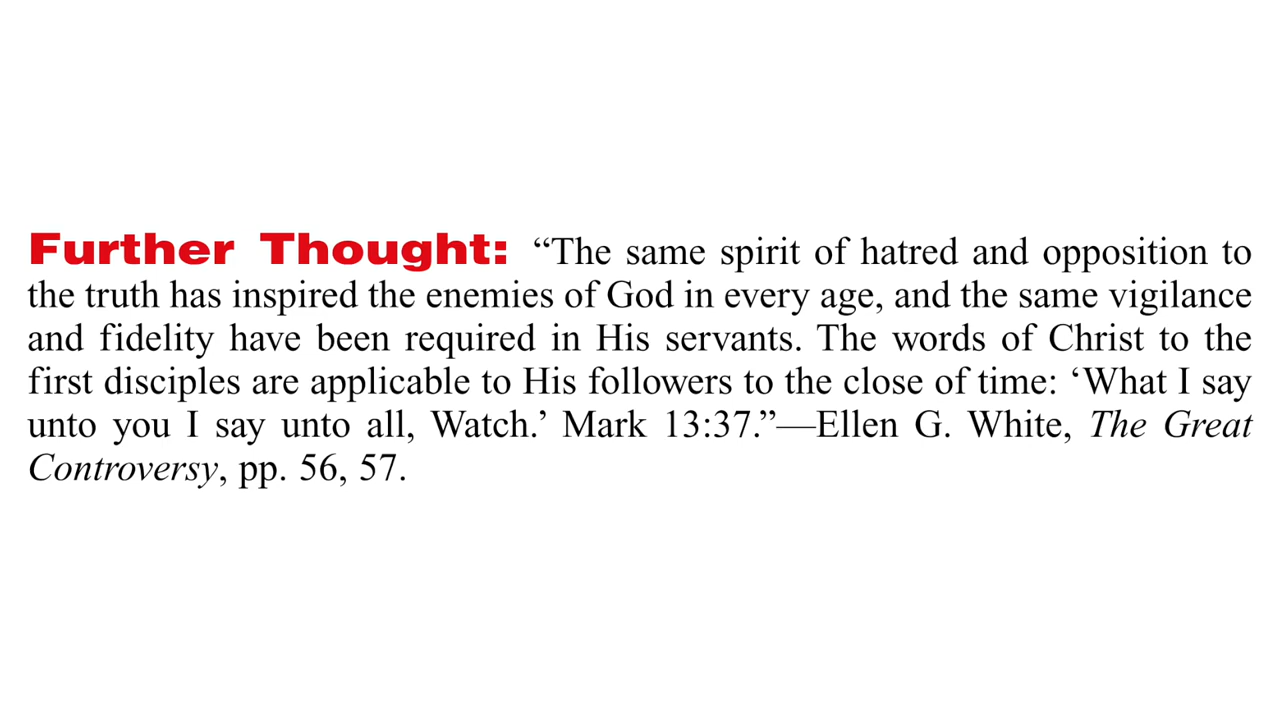 Further Thought: “The same spirit of hatred and opposition to
the truth has inspired the enemies of God in every age, and the same vigilance
and fidelity have been required in His servants. The words of Christ to the
first disciples are applicable to His followers to the close of time: ‘What I say
unto you I say unto all, Watch.’ Mark 13:37.”—Ellen G. White, The Great
Controversy, pp. 56, 57.